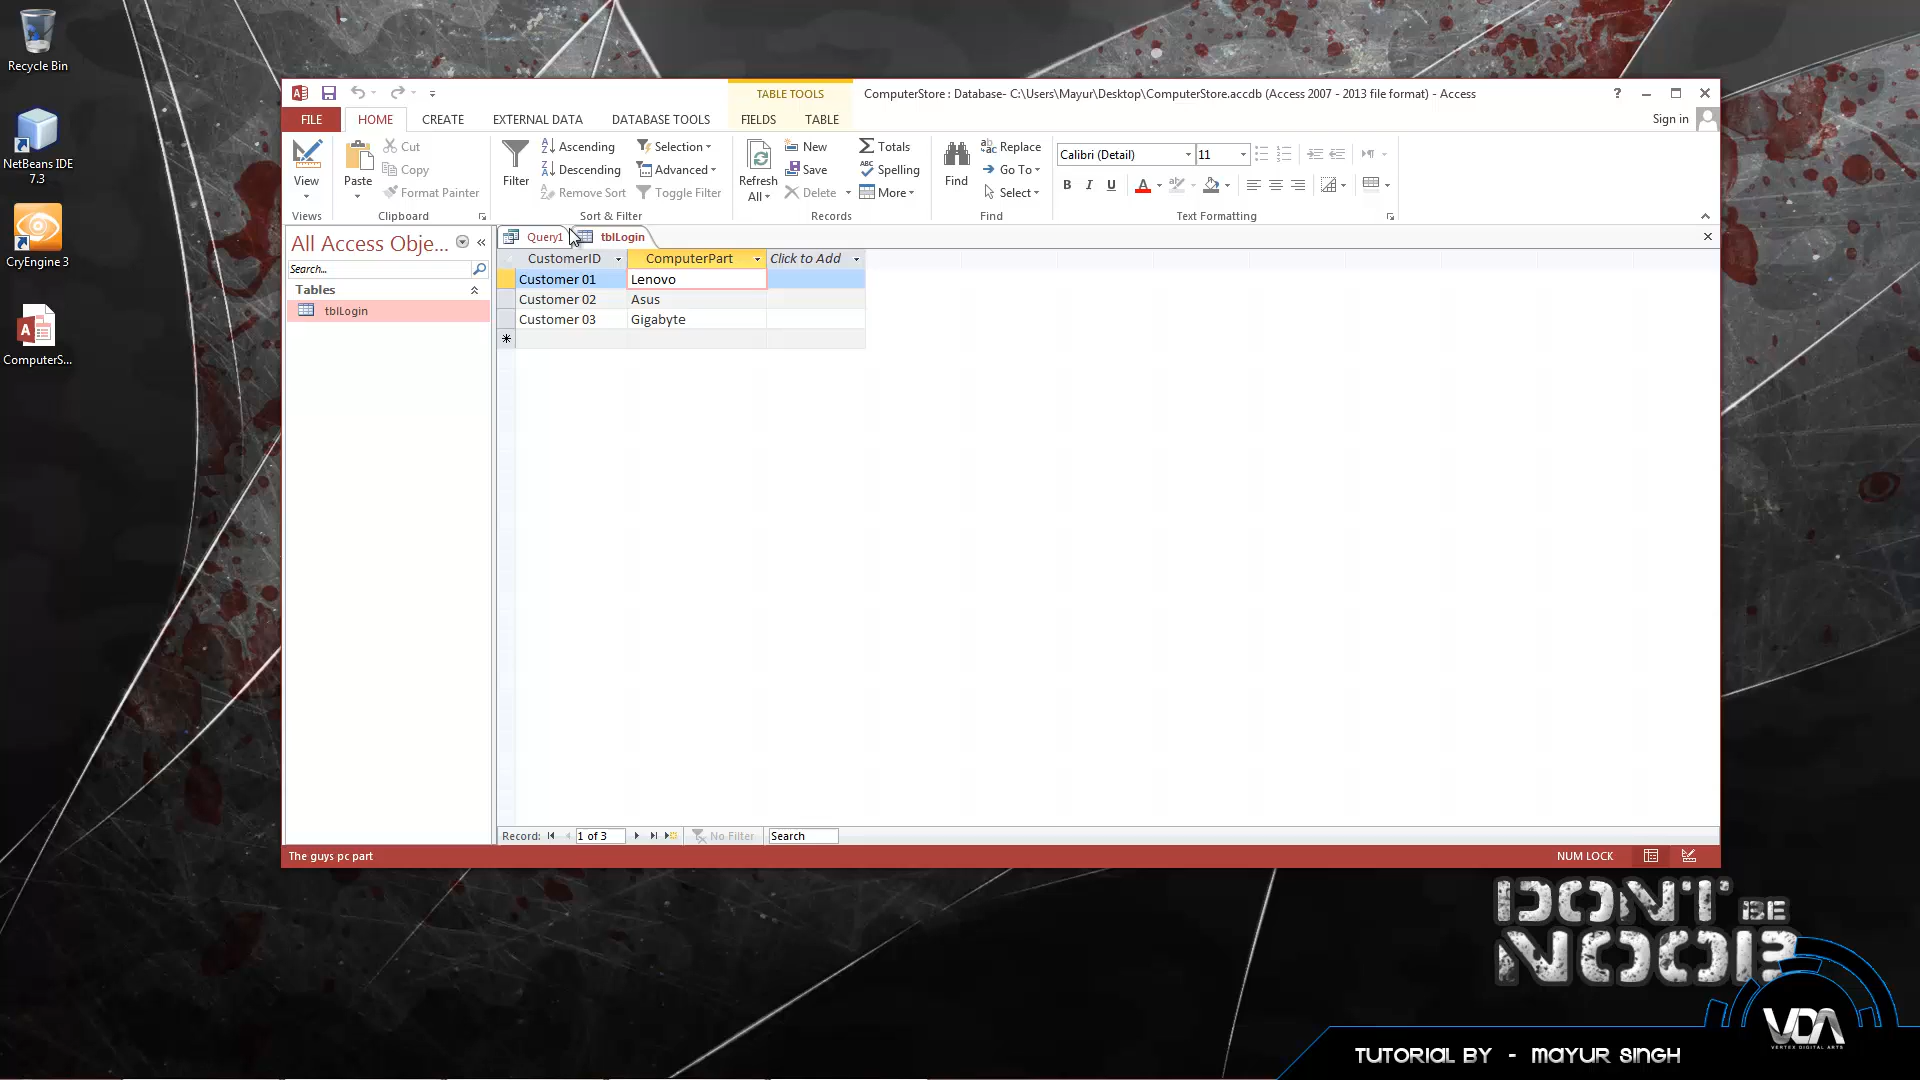 Recycle Bin
NetBeans IDE
7.3
CryEngine 3
ComputerS...
TABLE TOOLS
ComputerStore : Database- C:\Users\Mayur\Desktop\ComputerStore.accdb (Access 2007 - 2013 file format) - Access
?
FILE
HOME
CREATE
EXTERNAL DATA
DATABASE TOOLS
FIELDS
TABLE
Sign in
View
Views
Paste
Cut
Copy
Format Painter
Clipboard
Filter
Ascending
Descending
Remove Sort
Selection
Advanced
Toggle Filter
Sort & Filter
Refresh
All
New
Save
Delete
Totals
Spelling
More
Records
Find
Replace
Go To
Select
Find
Calibri (Detail)
11
B I U A
Text Formatting
All Access Obje...
Search...
Tables
tblLogin
Query1
tblLogin
CustomerID ComputerPart Click to Add
Customer 01 Lenovo
Customer 02 Asus
Customer 03 Gigabyte
Record: 1 of 3 No Filter Search
The guys pc part
NUM LOCK
DONT BE
NOOB
VDA
VERTEX DIGITAL ARTS
TUTORIAL BY - MAYUR SINGH